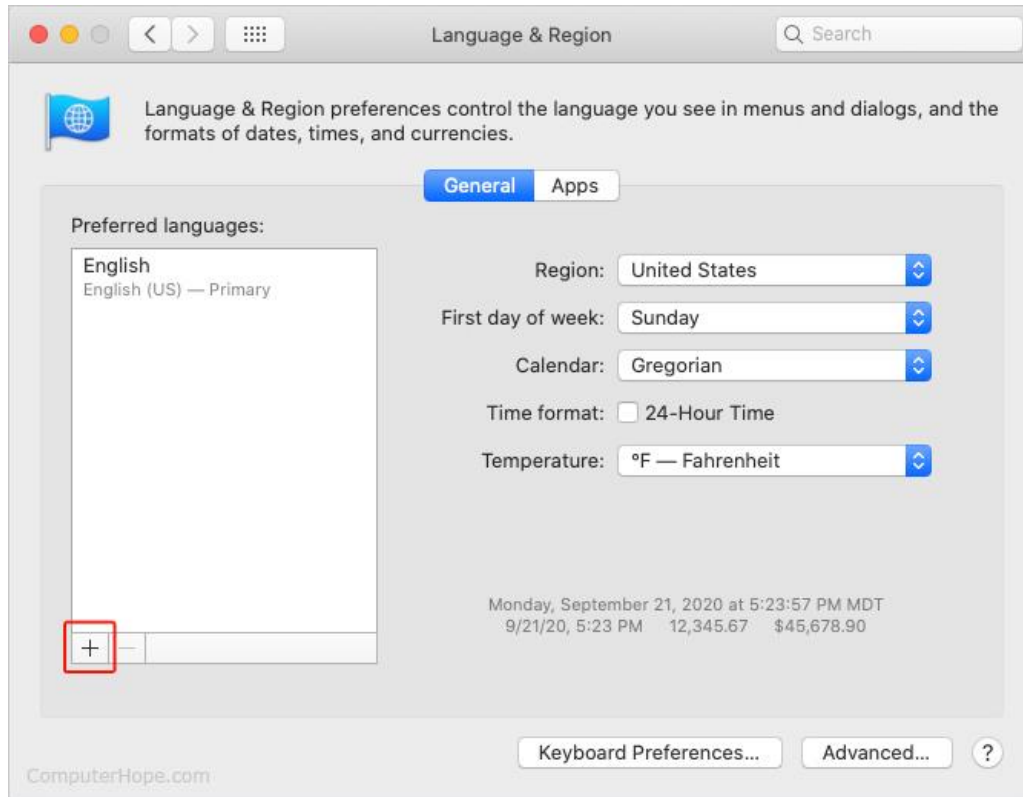 Language & Region
Search
Language & Region preferences control the language you see in menus and dialogs, and the
formats of dates, times, and currencies.
General Apps
Preferred languages:
English
English (US) — Primary
Region: United States
First day of week: Sunday
Calendar: Gregorian
Time format: 24-Hour Time
Temperature: °F — Fahrenheit
Monday, September 21, 2020 at 5:23:57 PM MDT
9/21/20, 5:23 PM 12,345.67 $45,678.90
+ —
Keyboard Preferences... Advanced... ?
ComputerHope.com